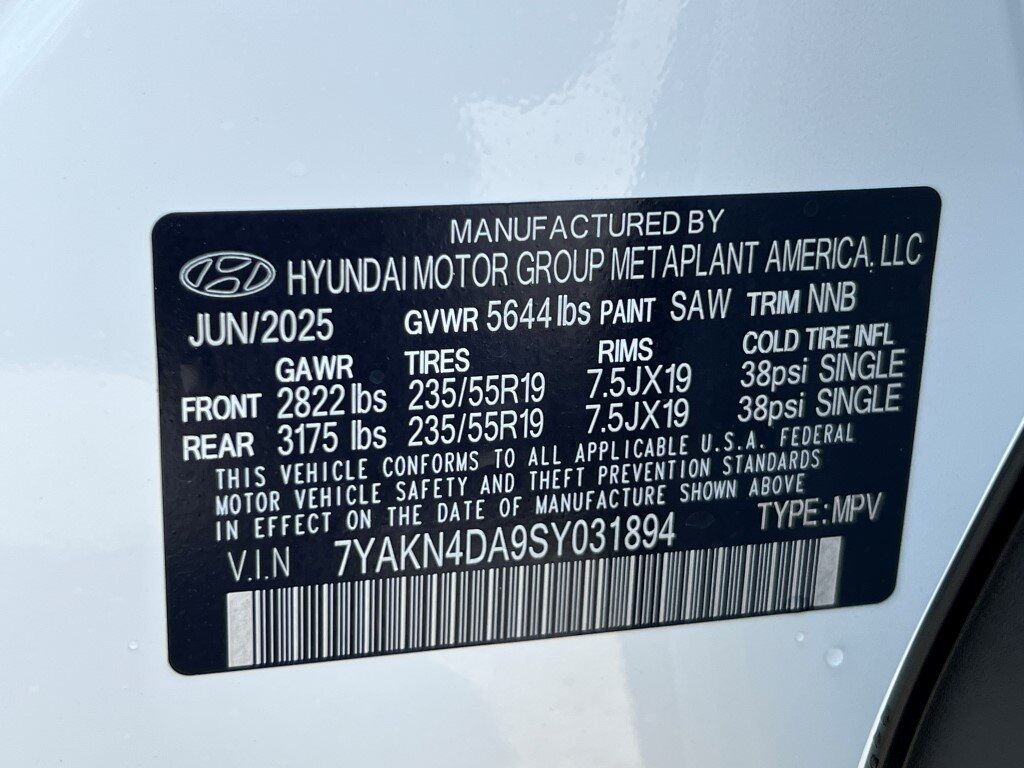 MANUFACTURED BY
HYUNDAI MOTOR GROUP METAPLANT AMERICA, LLC
JUN/2025 GVWR 5644 lbs PAINT SAW TRIM NNB
GAWR TIRES RIMS COLD TIRE INFL
FRONT 2822 lbs 235/55R19 7.5JX19 38psi SINGLE
REAR 3175 lbs 235/55R19 7.5JX19 38psi SINGLE
THIS VEHICLE CONFORMS TO ALL APPLICABLE U.S.A. FEDERAL
MOTOR VEHICLE SAFETY AND THEFT PREVENTION STANDARDS
IN EFFECT ON THE DATE OF MANUFACTURE SHOWN ABOVE
V.I.N 7YAKN4DA9SY031894 TYPE: MPV